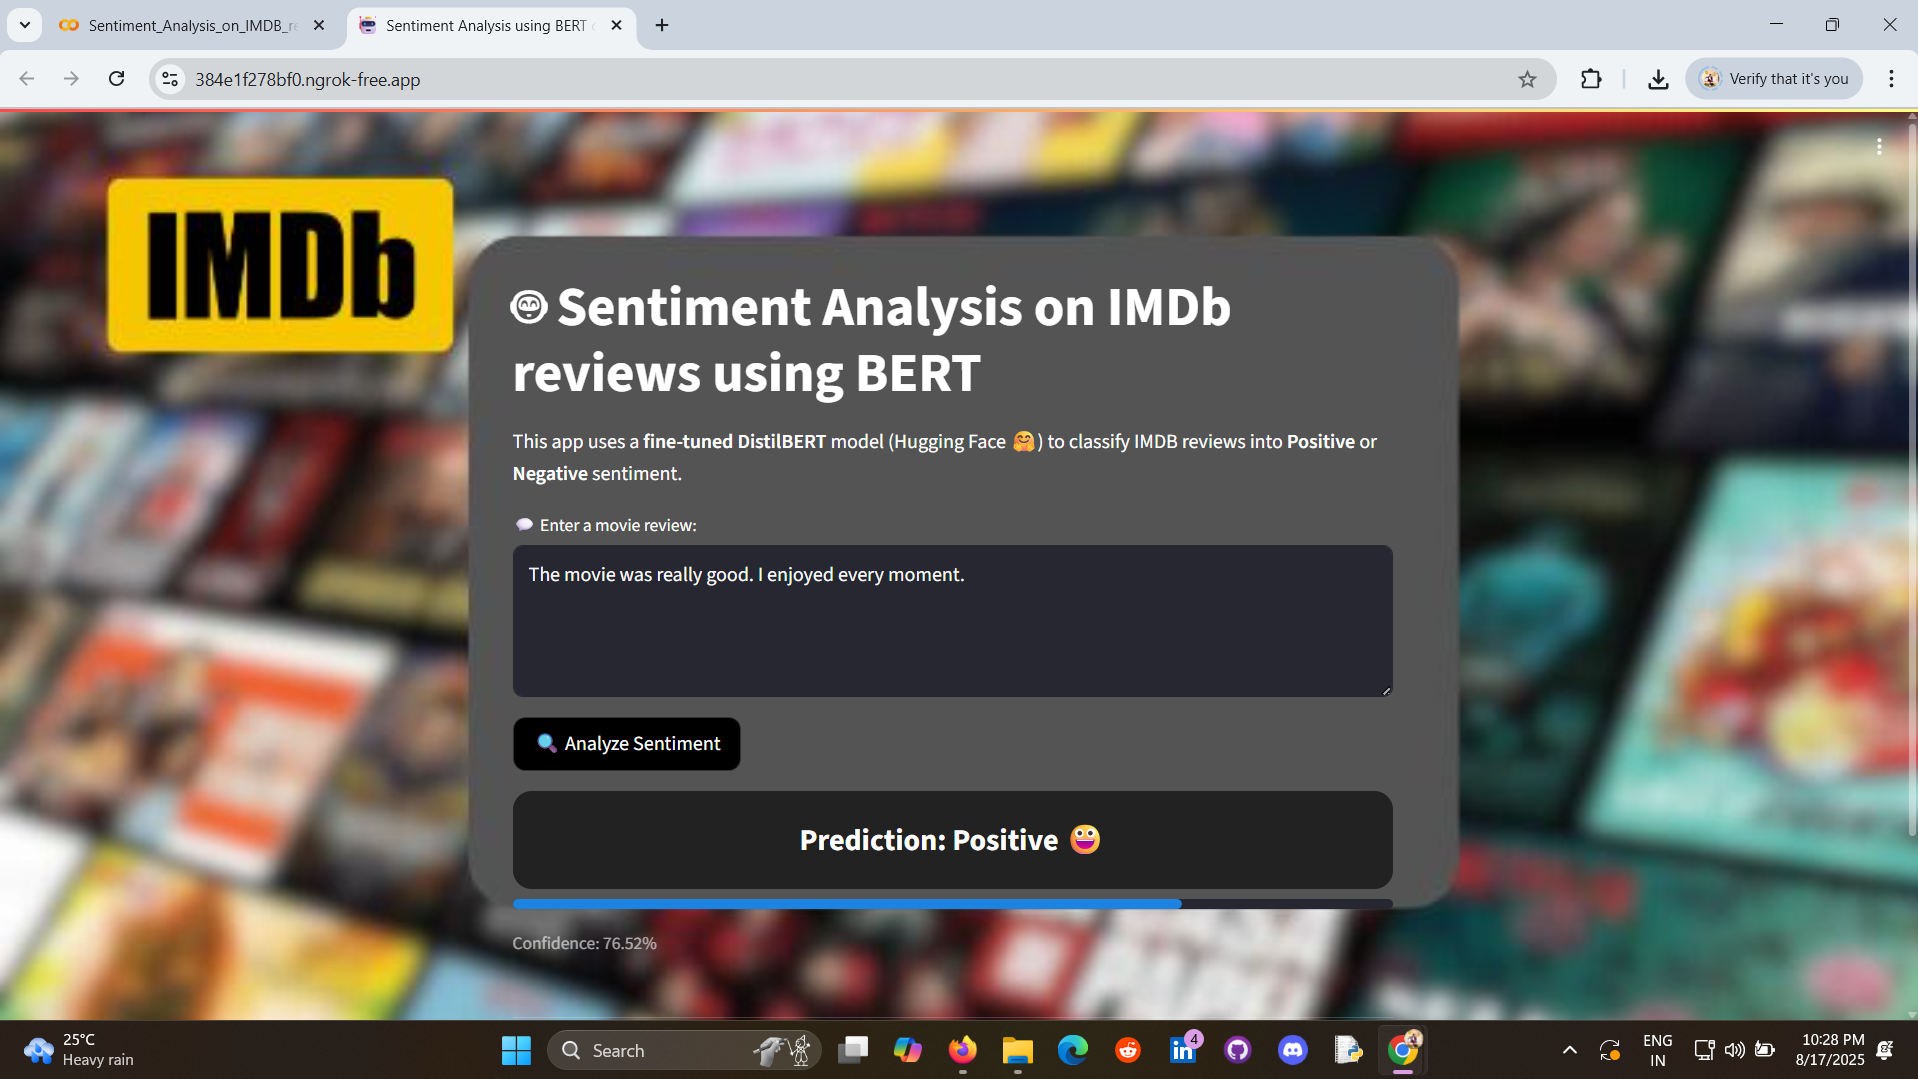 Sentiment_Analysis_on_IMDB_re
Sentiment Analysis using BERT
384e1f278bf0.ngrok-free.app
Verify that it's you
IMDb
Sentiment Analysis on IMDb
reviews using BERT
This app uses a fine-tuned DistilBERT model (Hugging Face 🤗) to classify IMDB reviews into Positive or
Negative sentiment.
💬 Enter a movie review:
The movie was really good. I enjoyed every moment.
🔍 Analyze Sentiment
Prediction: Positive 😃
Confidence: 76.52%
25°C
Heavy rain
Search
4
ENG
IN
10:28 PM
8/17/2025